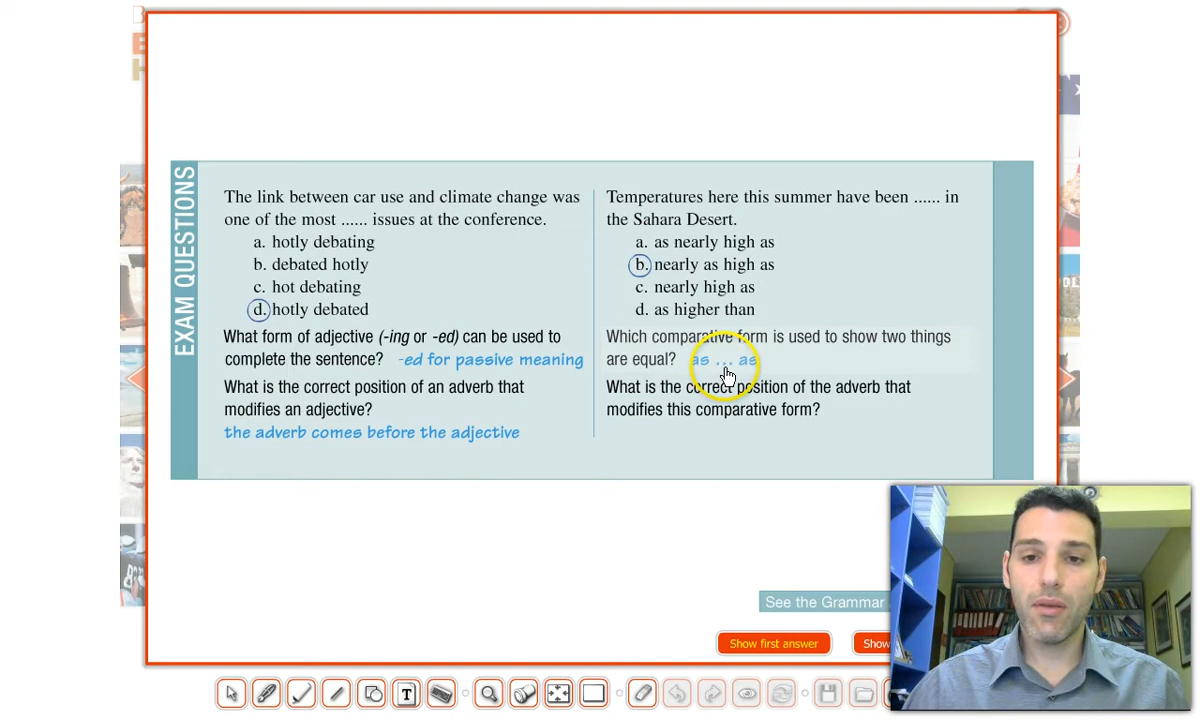 EXAM QUESTIONS
The link between car use and climate change was
one of the most ...... issues at the conference.
a. hotly debating
b. debated hotly
c. hot debating
d. hotly debated
What form of adjective (-ing or -ed) can be used to
complete the sentence? -ed for passive meaning
What is the correct position of an adverb that
modifies an adjective?
the adverb comes before the adjective
Temperatures here this summer have been ...... in
the Sahara Desert.
a. as nearly high as
b. nearly as high as
c. nearly high as
d. as higher than
Which comparative form is used to show two things
are equal? as ... as
What is the correct position of the adverb that
modifies this comparative form?
See the Grammar
Show first answer
Show
T